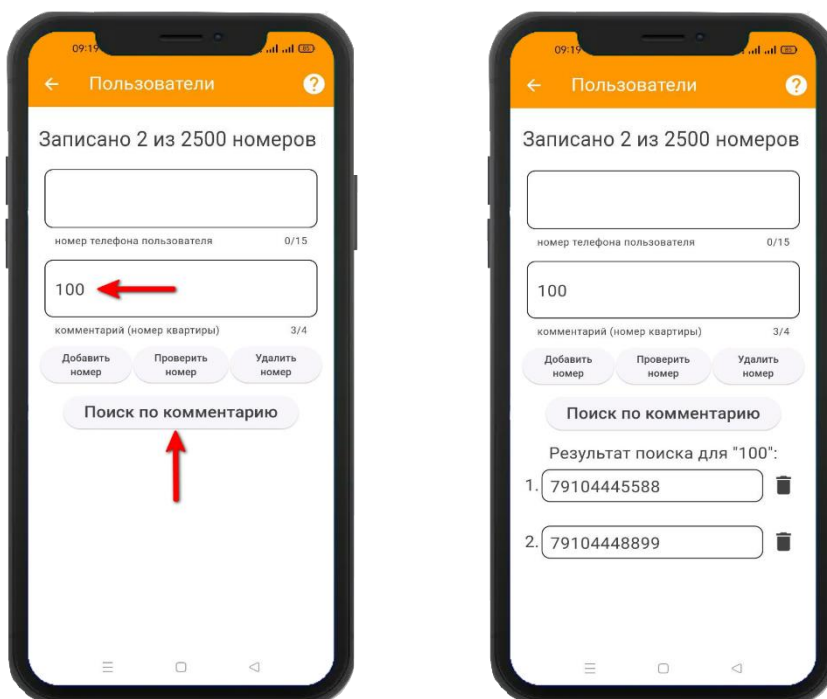 09:19
Пользователи
?
Записано 2 из 2500 номеров
номер телефона пользователя 0/15
100
комментарий (номер квартиры) 3/4
Добавить номер
Проверить номер
Удалить номер
Поиск по комментарию
09:19
Пользователи
?
Записано 2 из 2500 номеров
номер телефона пользователя 0/15
100
комментарий (номер квартиры) 3/4
Добавить номер
Проверить номер
Удалить номер
Поиск по комментарию
Результат поиска для "100":
1. 79104445588
2. 79104448899